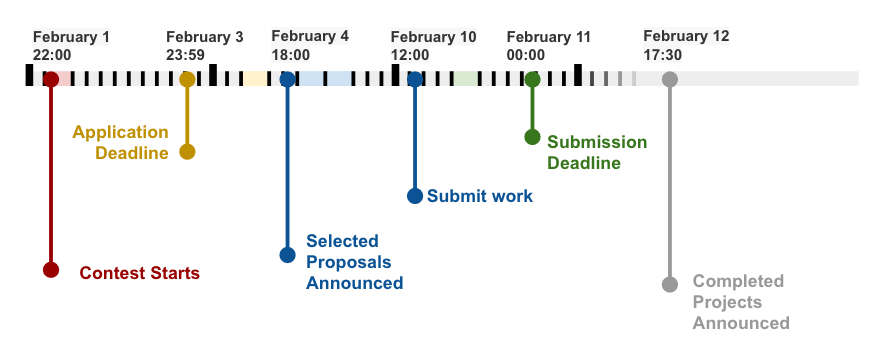 February 1
22:00
February 3
23:59
February 4
18:00
February 10
12:00
February 11
00:00
February 12
17:30
Application
Deadline
Submission
Deadline
Submit work
Selected
Proposals
Announced
Contest Starts
Completed
Projects
Announced